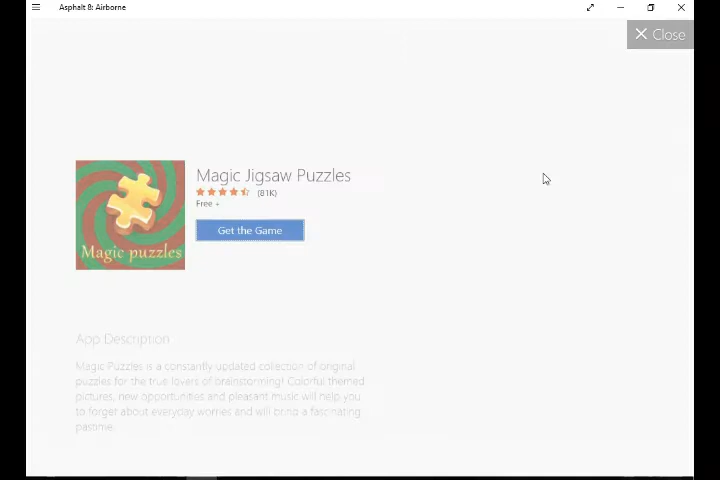 Asphalt 8: Airborne
Close
Magic Jigsaw Puzzles
(81K)
Free +
Get the Game
Magic puzzles
App Description
Magic Puzzles is a constantly updated collection of original
puzzles for the true lovers of brainstorming! Colorful themed
pictures, new opportunities and pleasant music will help you
to forget about everyday worries and will bring a fascinating
pastime.